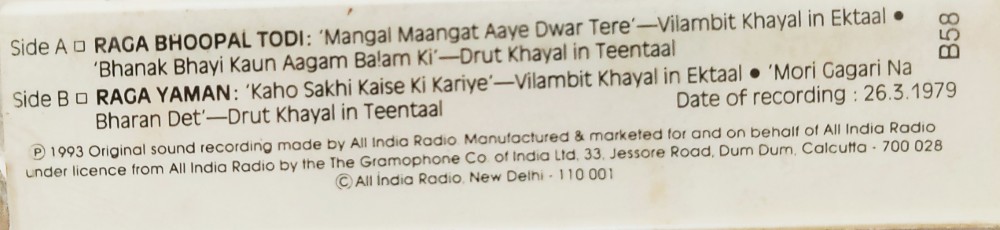 Side A □ RAGA BHOOPAL TODI: 'Mangal Maangat Aaye Dwar Tere'—Vilambit Khayal in Ektaal ●
'Bhanak Bhayi Kaun Aagam Balam Ki'—Drut Khayal in Teentaal
Side B □ RAGA YAMAN: 'Kaho Sakhi Kaise Ki Kariye'—Vilambit Khayal in Ektaal ● 'Mori Gagari Na
Bharan Det'—Drut Khayal in Teentaal
Date of recording : 26.3.1979
B58
℗ 1993 Original sound recording made by All India Radio. Manufactured & marketed for and on behalf of All India Radio
under licence from All India Radio by the The Gramophone Co. of India Ltd, 33, Jessore Road, Dum Dum, Calcutta - 700 028
© All India Radio, New Delhi - 110 001